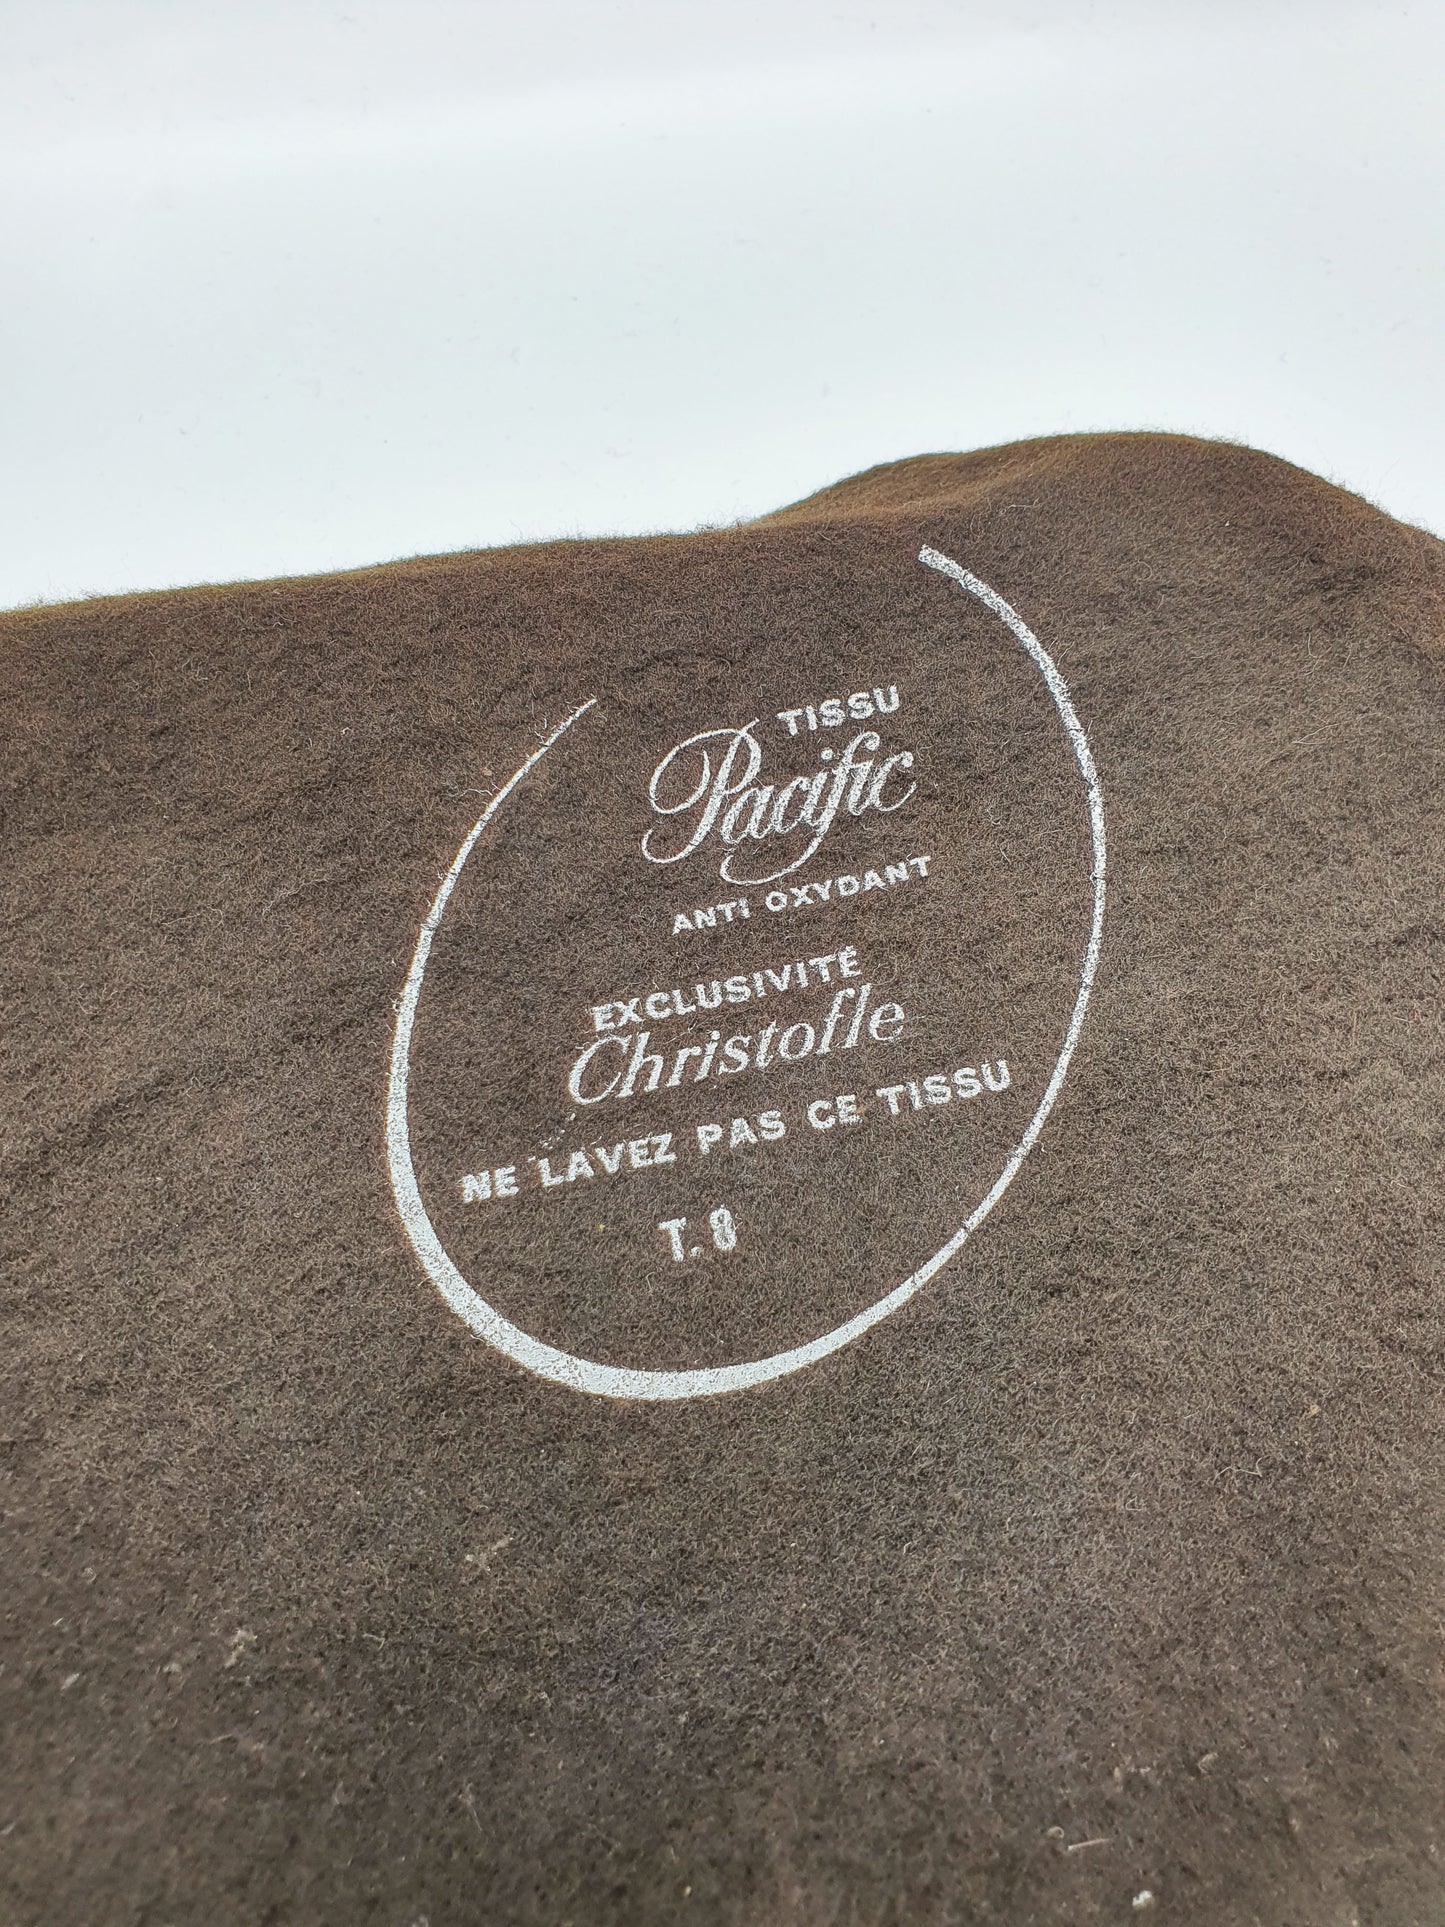 TISSU
Pacific
ANTI OXYDANT
EXCLUSIVITÉ
Christofle
NE LAVEZ PAS CE TISSU
T. 8